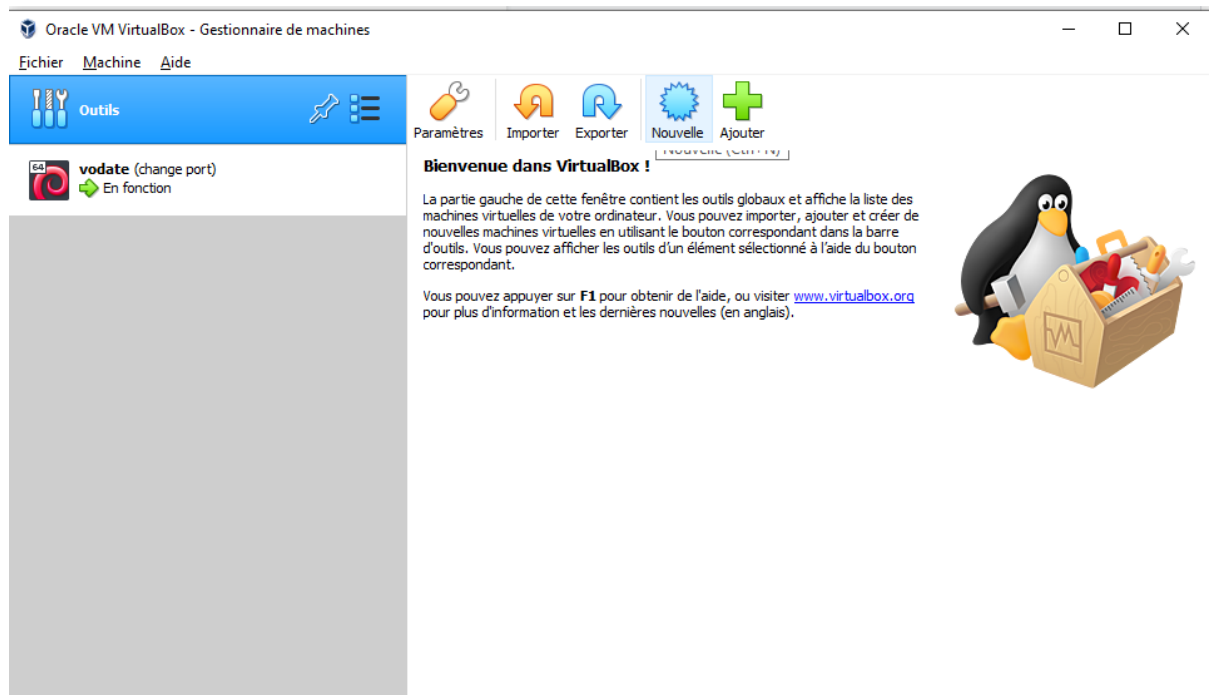 Oracle VM VirtualBox - Gestionnaire de machines
Fichier Machine Aide
Outils
Paramètres Importer Exporter Nouvelle Ajouter
Nouvelle (Ctrl+N)
64
vodate (change port)
En fonction
Bienvenue dans VirtualBox !
La partie gauche de cette fenêtre contient les outils globaux et affiche la liste des
machines virtuelles de votre ordinateur. Vous pouvez importer, ajouter et créer de
nouvelles machines virtuelles en utilisant le bouton correspondant dans la barre
d'outils. Vous pouvez afficher les outils d'un élément sélectionné à l'aide du bouton
correspondant.
Vous pouvez appuyer sur F1 pour obtenir de l'aide, ou visiter www.virtualbox.org
pour plus d'information et les dernières nouvelles (en anglais).